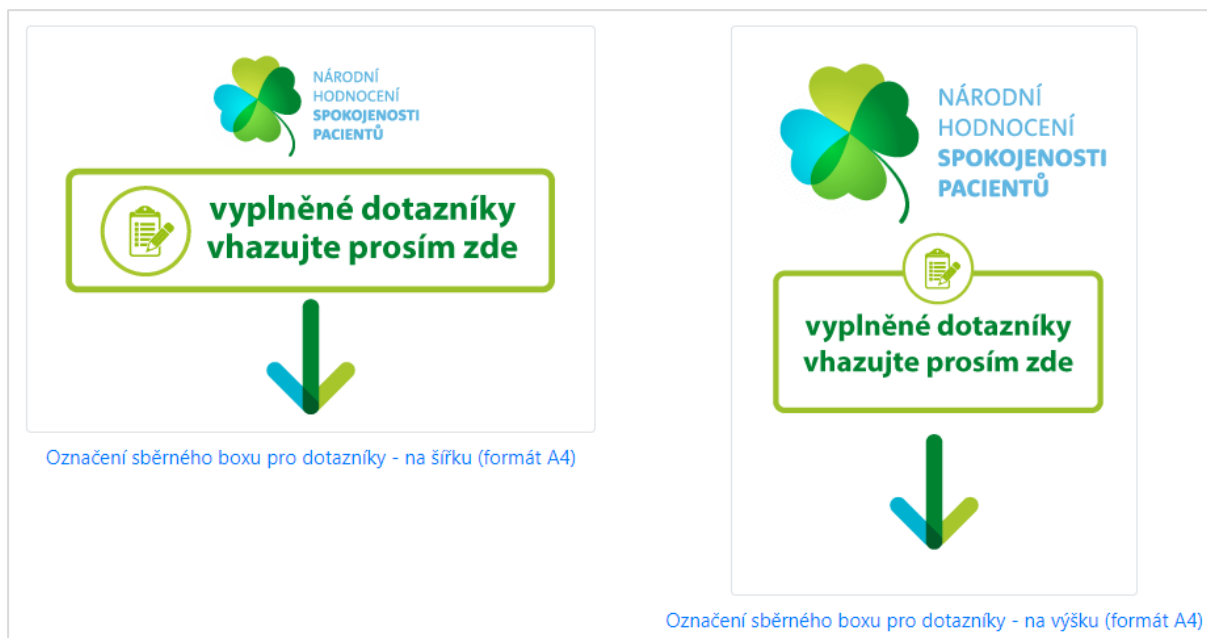 NÁRODNÍ
HODNOCENÍ
SPOKOJENOSTI
PACIENTŮ
vyplněné dotazníky
vhazujte prosím zde
Označení sběrného boxu pro dotazníky - na šířku (formát A4)
NÁRODNÍ
HODNOCENÍ
SPOKOJENOSTI
PACIENTŮ
vyplněné dotazníky
vhazujte prosím zde
Označení sběrného boxu pro dotazníky - na výšku (formát A4)